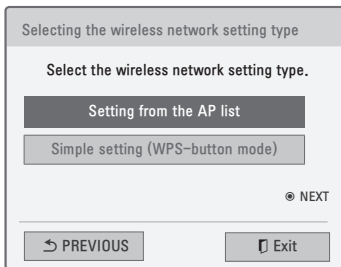 Selecting the wireless network setting type
Select the wireless network setting type.
Setting from the AP list
Simple setting (WPS-button mode)
NEXT
PREVIOUS
Exit